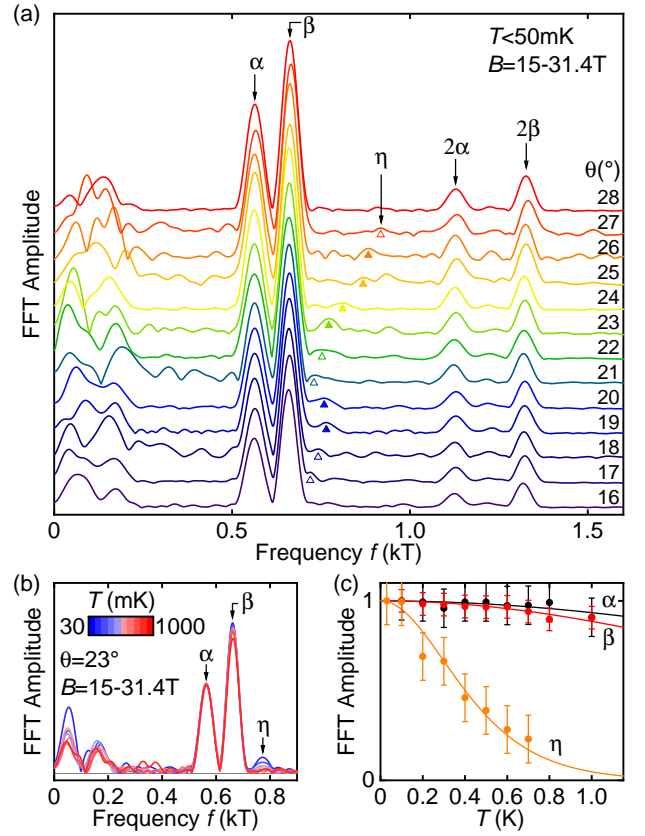 (a)
T<50mK
B=15-31.4T
β
α
η
2α
2β
θ(°)
28
27
26
25
24
23
22
21
20
19
18
17
16
FFT Amplitude
0
0.5
1.0
1.5
Frequency f (kT)
(b)
T (mK)
30
1000
θ=23°
B=15-31.4T
β
α
η
FFT Amplitude
0
0.2
0.4
0.6
0.8
Frequency f (kT)
(c)
1
0
α
β
η
FFT Amplitude
0
0.2
0.4
0.6
0.8
1.0
T (K)